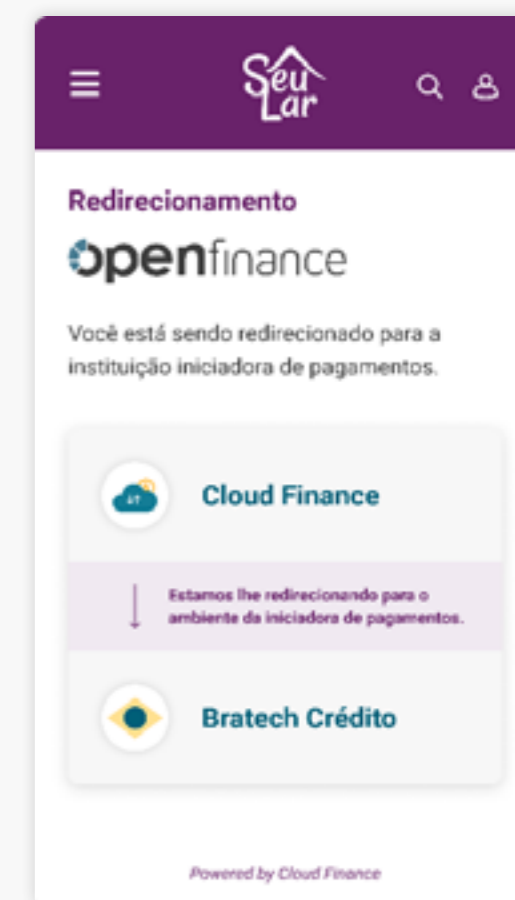 Seu
Lar
Redirecionamento
openfinance
Você está sendo redirecionado para a
instituição iniciadora de pagamentos.
Cloud Finance
Estamos lhe redirecionando para o
ambiente da iniciadora de pagamentos.
Bratech Crédito
Powered by Cloud Finance